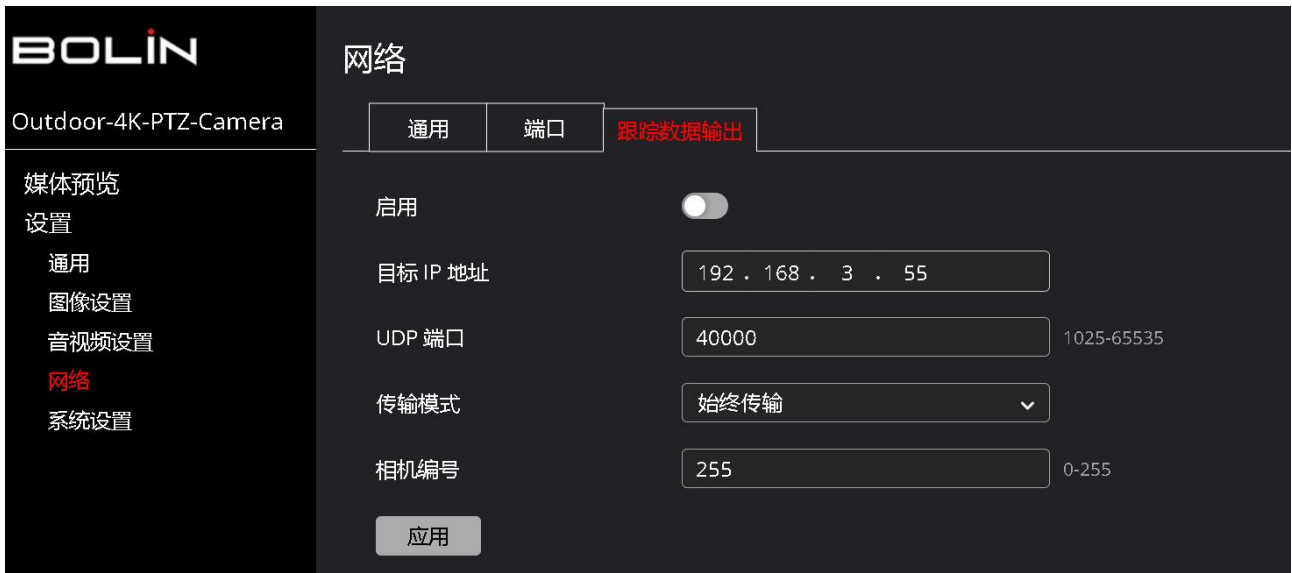 BOLIN
Outdoor-4K-PTZ-Camera
媒体预览
设置
通用
图像设置
音视频设置
网络
系统设置
网络
通用 端口 跟踪数据输出
启用
目标 IP 地址 192 . 168 . 3 . 55
UDP 端口 40000 1025-65535
传输模式 始终传输
相机编号 255 0-255
应用